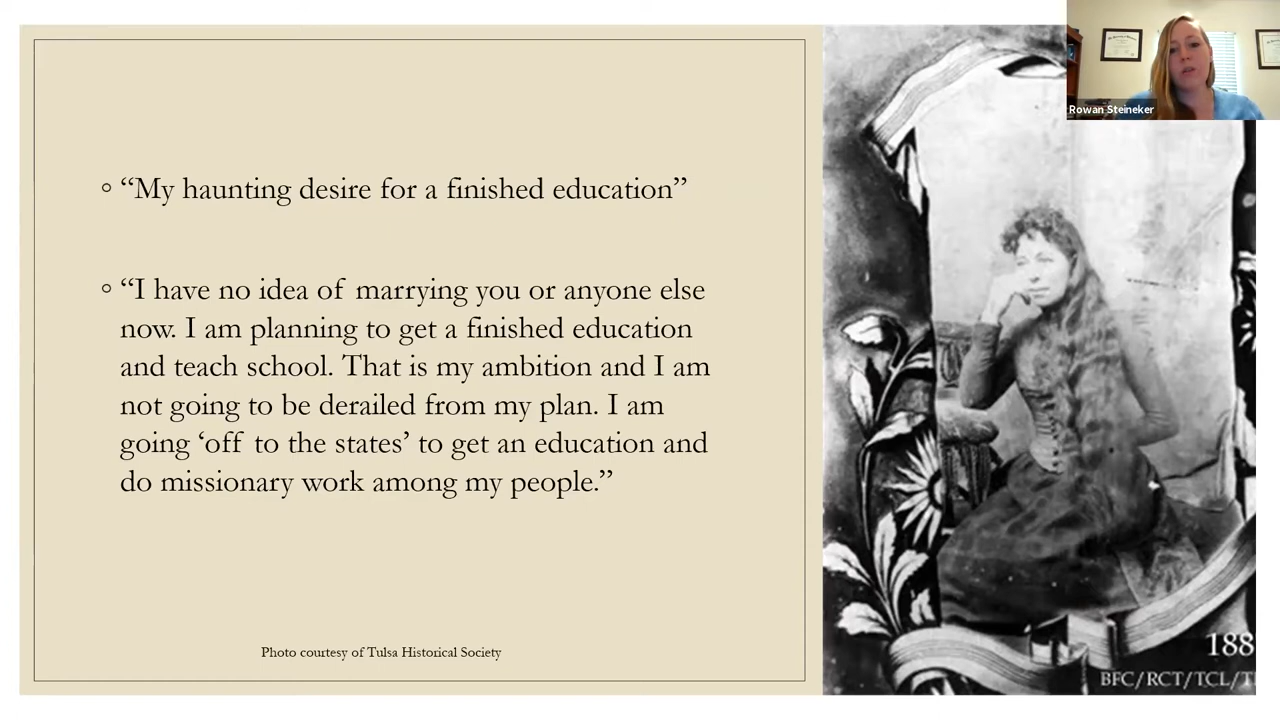 Rowan Steineker
◦ “My haunting desire for a finished education”
◦ “I have no idea of marrying you or anyone else
now. I am planning to get a finished education
and teach school. That is my ambition and I am
not going to be derailed from my plan. I am
going ‘off to the states’ to get an education and
do missionary work among my people.”
Photo courtesy of Tulsa Historical Society
188
BFC/RCT/TCL/